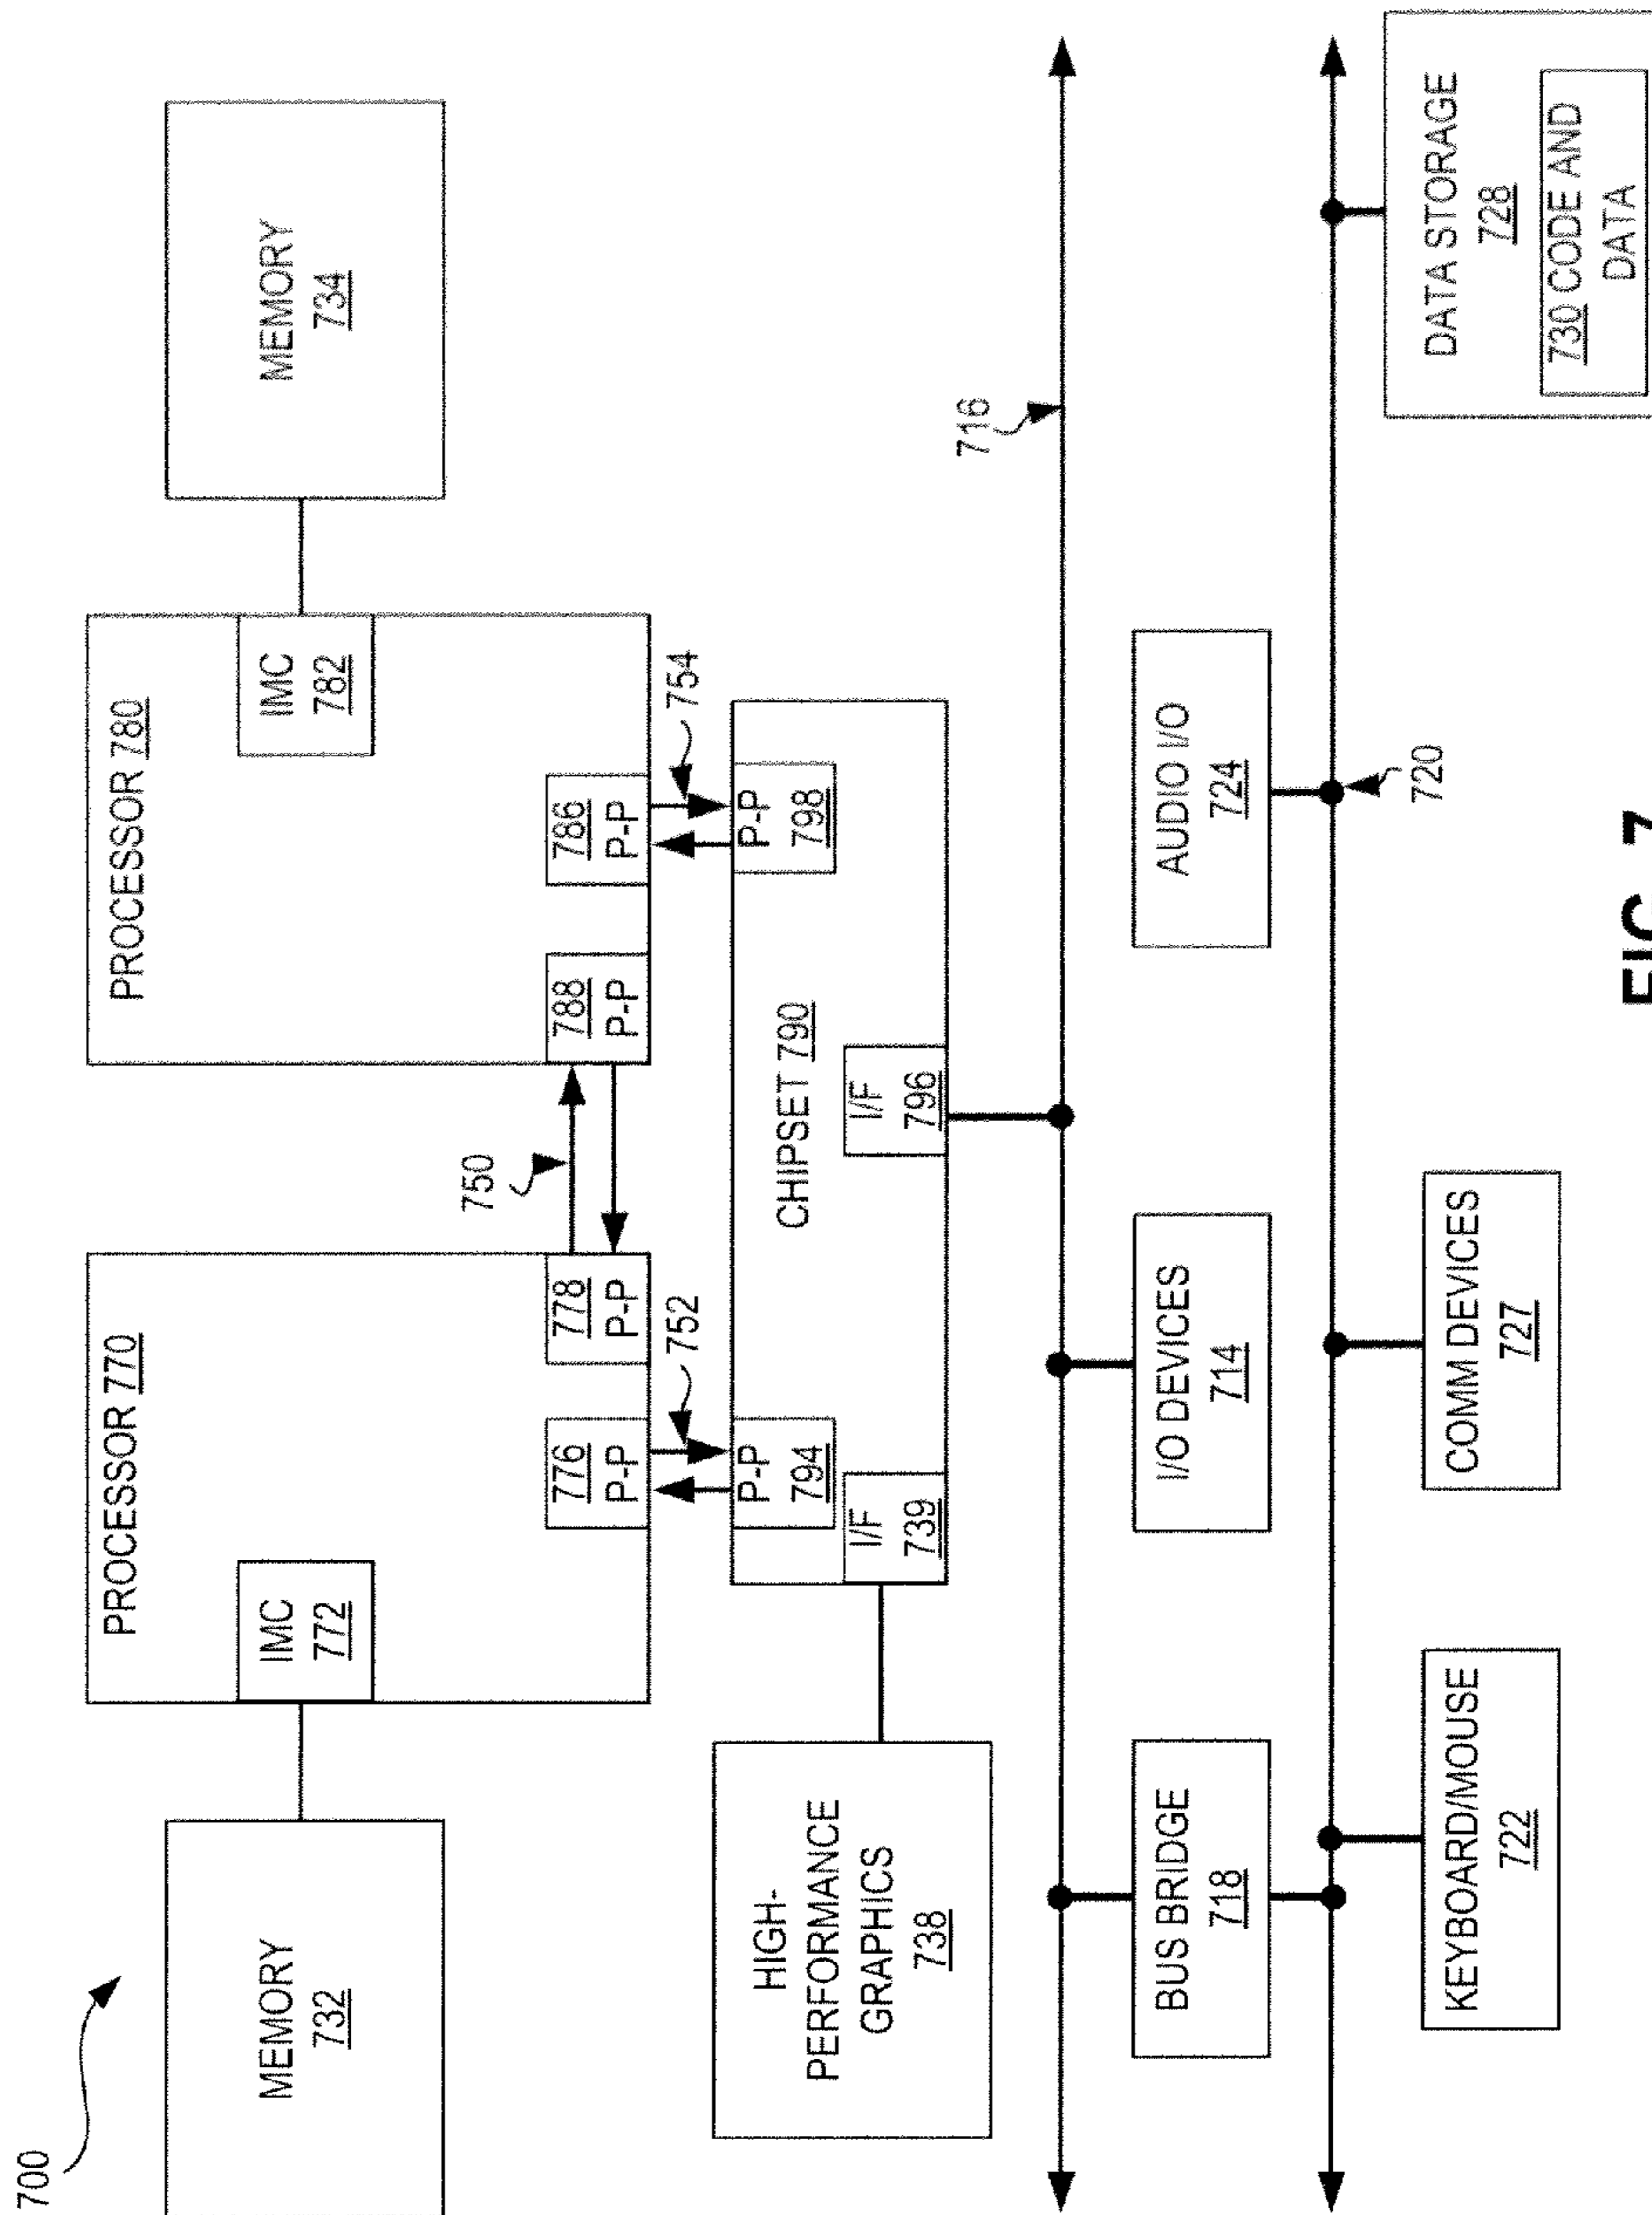 700
MEMORY
732
PROCESSOR 770
IMC
772
776
P-P
778
P-P
750
PROCESSOR 780
IMC
782
788
P-P
786
P-P
MEMORY
734
752
754
HIGH-
PERFORMANCE
GRAPHICS
738
CHIPSET 790
P-P
794
P-P
798
I/F
739
I/F
796
716
BUS BRIDGE
718
I/O DEVICES
714
AUDIO I/O
724
720
KEYBOARD/MOUSE
722
COMM DEVICES
727
DATA STORAGE
728
730 CODE AND
DATA
FIG. 7